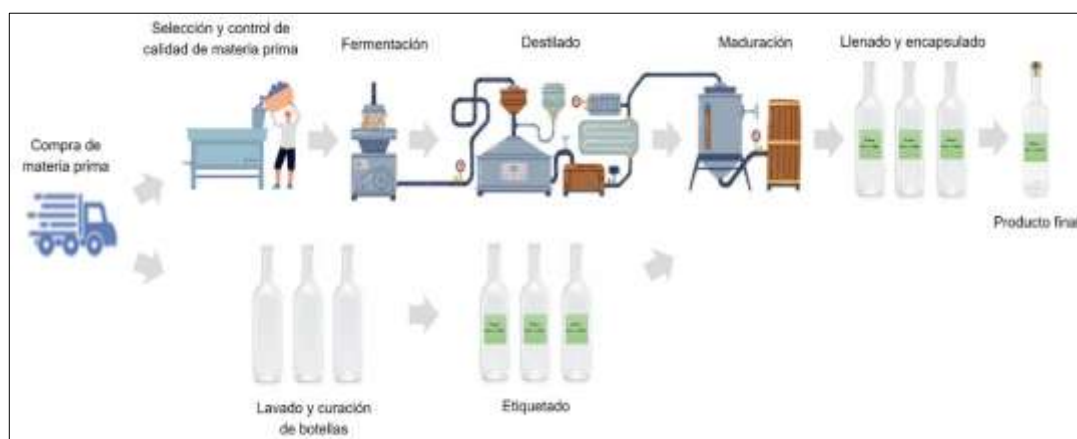 Selección y control de
calidad de materia prima
Fermentación
Destilado
Maduración
Llenado y encapsulado
Compra de
materia prima
Producto final
Lavado y curación
de botellas
Etiquetado